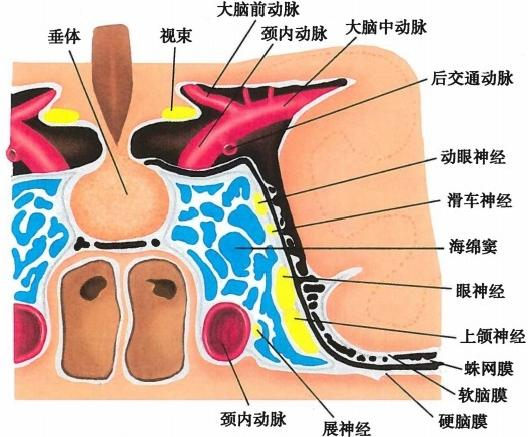 大脑前动脉
垂体
视束
颈内动脉
大脑中动脉
后交通动脉
动眼神经
滑车神经
海绵窦
眼神经
上颌神经
蛛网膜
软脑膜
硬脑膜
颈内动脉
展神经